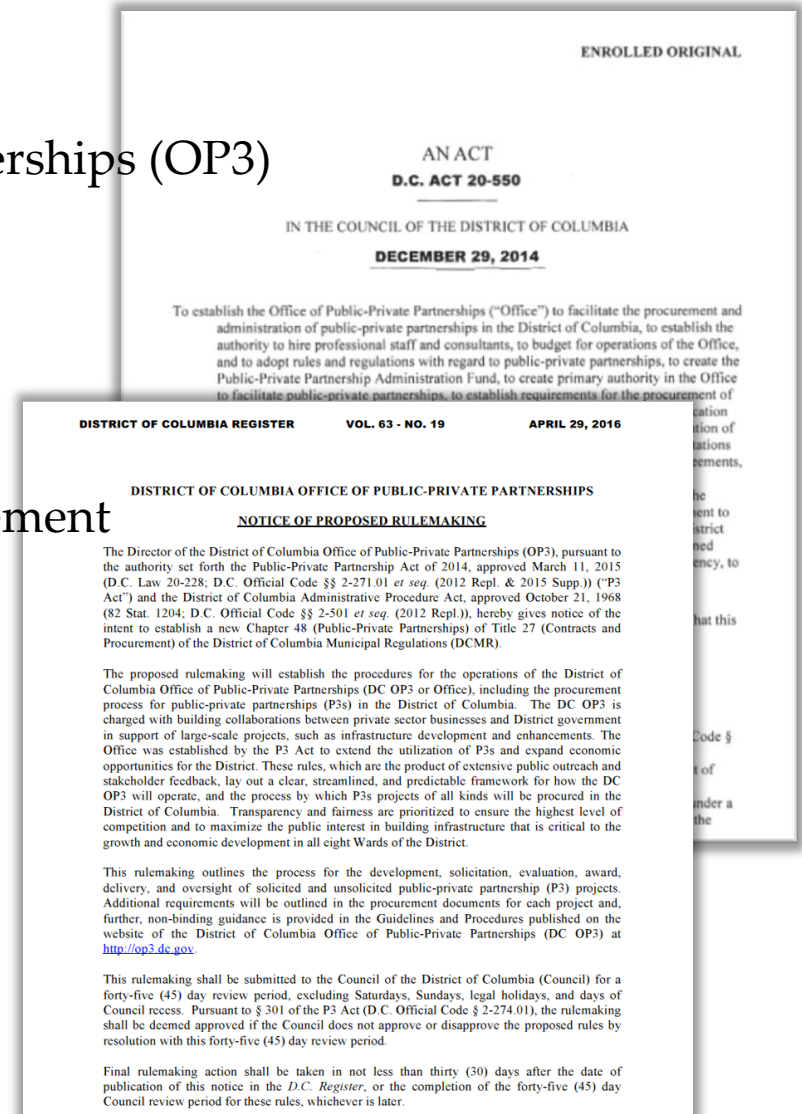 ENROLLED ORIGINAL
erships (OP3)
AN ACT
D.C. ACT 20-550
IN THE COUNCIL OF THE DISTRICT OF COLUMBIA
DECEMBER 29, 2014
To establish the Office of Public-Private Partnerships (“Office”) to facilitate the procurement and
administration of public-private partnerships in the District of Columbia, to establish the
authority to hire professional staff and consultants, to budget for operations of the Office,
and to adopt rules and regulations with regard to public-private partnerships, to create the
Public-Private Partnership Administration Fund, to create primary authority in the Office
to facilitate public-private partnerships, to establish requirements for the procurement of
cation
tion of
tations
eements,
he
ent to
strict
ned
ency, to
hat this
Code §
t of
under a
the
ement
DISTRICT OF COLUMBIA REGISTER VOL. 63 - NO. 19 APRIL 29, 2016
DISTRICT OF COLUMBIA OFFICE OF PUBLIC-PRIVATE PARTNERSHIPS
NOTICE OF PROPOSED RULEMAKING
The Director of the District of Columbia Office of Public-Private Partnerships (OP3), pursuant to
the authority set forth the Public-Private Partnership Act of 2014, approved March 11, 2015
(D.C. Law 20-228; D.C. Official Code §§ 2-271.01 et seq. (2012 Repl. & 2015 Supp.)) (“P3
Act”) and the District of Columbia Administrative Procedure Act, approved October 21, 1968
(82 Stat. 1204; D.C. Official Code §§ 2-501 et seq. (2012 Repl.)), hereby gives notice of the
intent to establish a new Chapter 48 (Public-Private Partnerships) of Title 27 (Contracts and
Procurement) of the District of Columbia Municipal Regulations (DCMR).
The proposed rulemaking will establish the procedures for the operations of the District of
Columbia Office of Public-Private Partnerships (DC OP3 or Office), including the procurement
process for public-private partnerships (P3s) in the District of Columbia. The DC OP3 is
charged with building collaborations between private sector businesses and District government
in support of large-scale projects, such as infrastructure development and enhancements. The
Office was established by the P3 Act to extend the utilization of P3s and expand economic
opportunities for the District. These rules, which are the product of extensive public outreach and
stakeholder feedback, lay out a clear, streamlined, and predictable framework for how the DC
OP3 will operate, and the process by which P3s projects of all kinds will be procured in the
District of Columbia. Transparency and fairness are prioritized to ensure the highest level of
competition and to maximize the public interest in building infrastructure that is critical to the
growth and economic development in all eight Wards of the District.
This rulemaking outlines the process for the development, solicitation, evaluation, award,
delivery, and oversight of solicited and unsolicited public-private partnership (P3) projects.
Additional requirements will be outlined in the procurement documents for each project and,
further, non-binding guidance is provided in the Guidelines and Procedures published on the
website of the District of Columbia Office of Public-Private Partnerships (DC OP3) at
http://op3.dc.gov.
This rulemaking shall be submitted to the Council of the District of Columbia (Council) for a
forty-five (45) day review period, excluding Saturdays, Sundays, legal holidays, and days of
Council recess. Pursuant to § 301 of the P3 Act (D.C. Official Code § 2-274.01), the rulemaking
shall be deemed approved if the Council does not approve or disapprove the proposed rules by
resolution with this forty-five (45) day review period.
Final rulemaking action shall be taken in not less than thirty (30) days after the date of
publication of this notice in the D.C. Register, or the completion of the forty-five (45) day
Council review period for these rules, whichever is later.